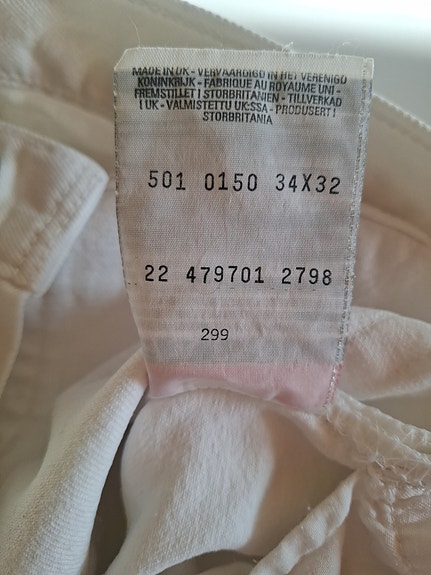 MADE IN UK - VERVAARDIGD IN HET VERENIGD
KONINKRIJK - FABRIQUE AU ROYAUME UNI -
FREMSTILLET I STORBRITANIEN - TILLVERKAD
I UK - VALMISTETTU UK:SSA - PRODUSERT I
STORBRITANIA
501 0150 34X32
22 479701 2798
299